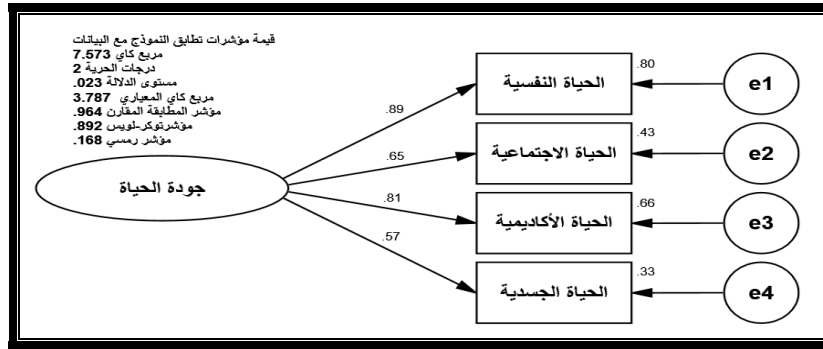 قيمة مؤشرات تطابق النموذج مع البيانات
مربع كاي 7.573
درجات الحرية 2
مستوى الدلالة 023.
مربع كاي المعياري 3.787
مؤشر المطابقة المقارن 964.
مؤشرتوكر-لويس 892.
مؤشر رمسي 168.
جودة الحياة
.89
.65
.81
.57
.80
الحياة النفسية
e1
.43
الحياة الاجتماعية
e2
.66
الحياة الأكاديمية
e3
.33
الحياة الجسدية
e4